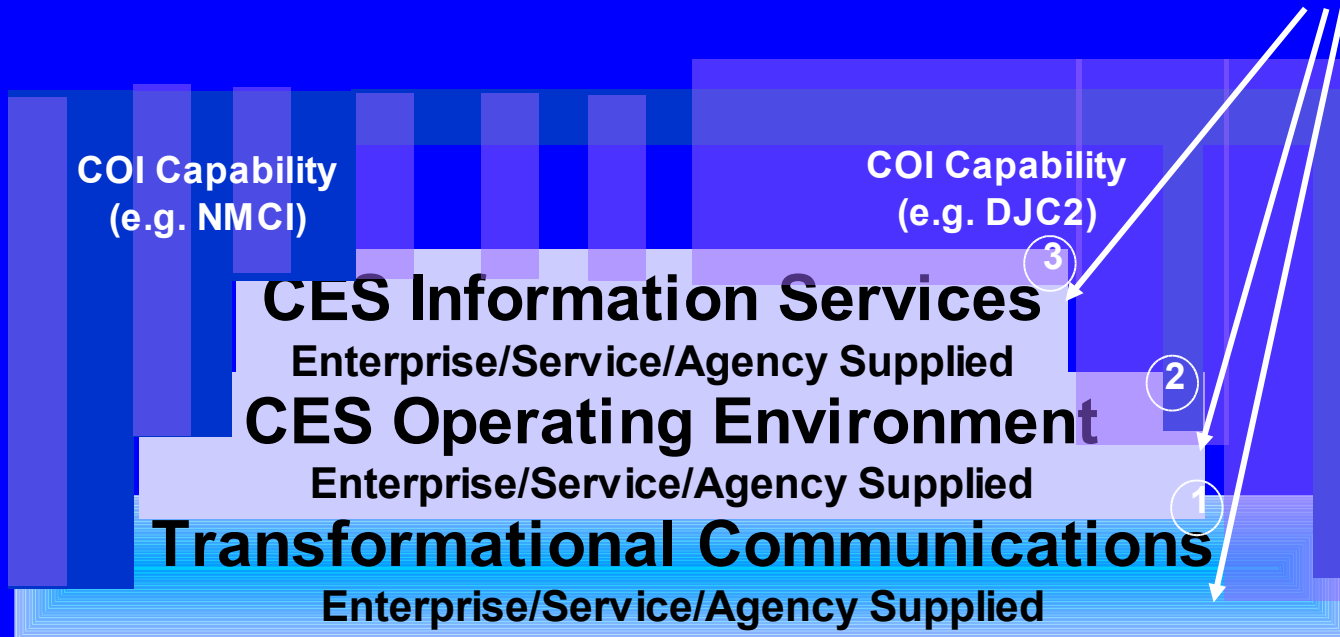 COI Capability
(e.g. NMCI)
COI Capability
(e.g. DJC2)
3
CES Information Services
Enterprise/Service/Agency Supplied
2
CES Operating Environment
Enterprise/Service/Agency Supplied
1
Transformational Communications
Enterprise/Service/Agency Supplied